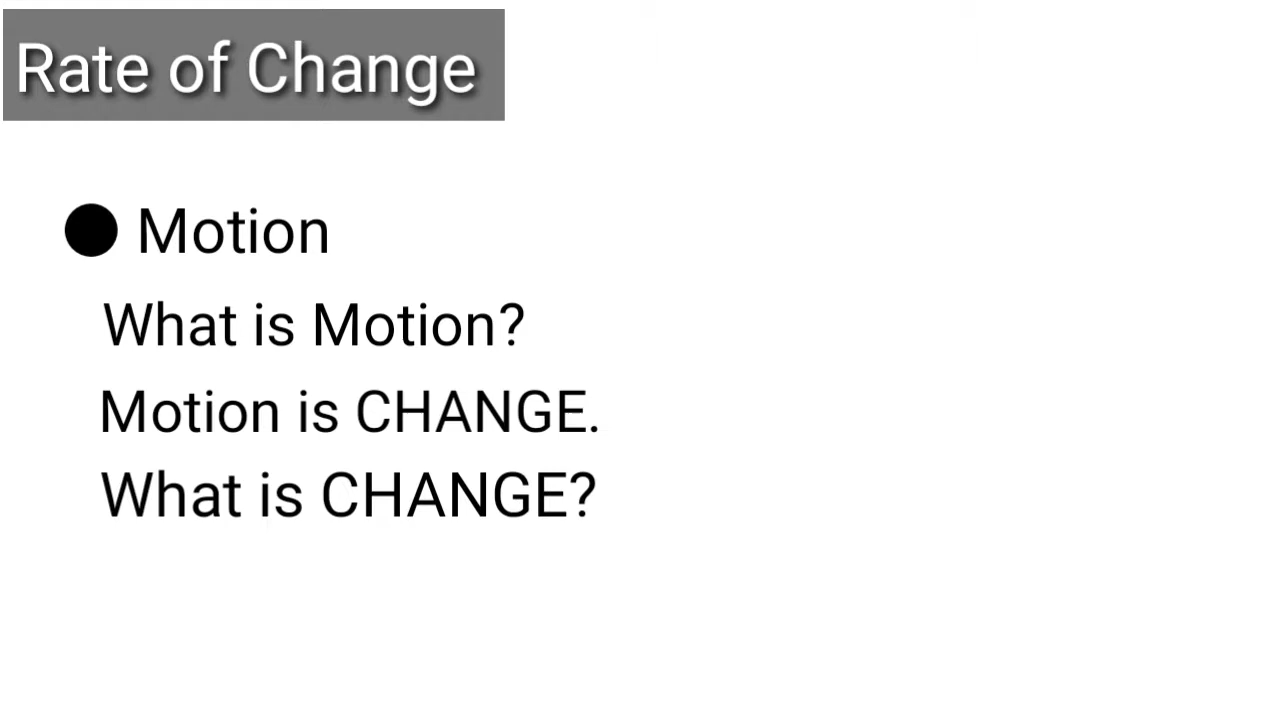 Rate of Change
● Motion
What is Motion?
Motion is CHANGE.
What is CHANGE?